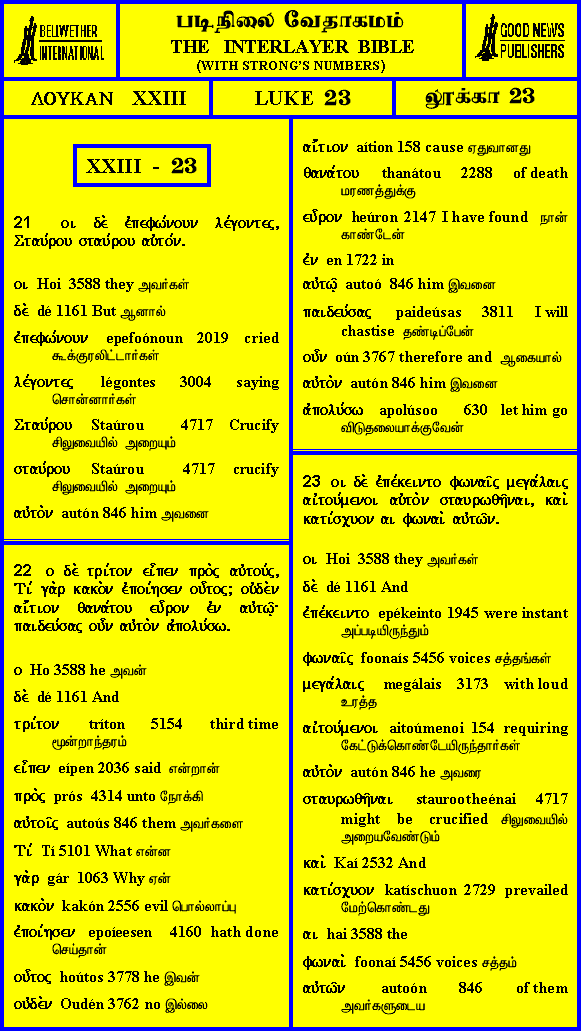 BELLWETHER
INTERNATIONAL
படிநிலை வேதாகமம்
THE INTERLAYER BIBLE
(WITH STRONG'S NUMBERS)
GOOD NEWS
PUBLISHERS
ΛΟΥΚΑΝ XXIII
LUKE 23
லூக்கா 23
XXIII - 23
21 οι δὲ ἐπεφώνουν λέγοντες,
Σταύρου σταύρου αὐτόν.
οι Hoi 3588 they அவர்கள்
δὲ dé 1161 But ஆனால்
ἐπεφώνουν epefoónoun 2019 cried
கூக்குரலிட்டார்கள்
λέγοντες légontes 3004 saying
சொன்னார்கள்
Σταύρου Staúrou 4717 Crucify
சிலுவையில் அறையும்
σταύρου Staúrou 4717 crucify
சிலுவையில் அறையும்
αὐτὸν autón 846 him அவனை
22 ο δὲ τρίτον εἶπεν πρὸς αὐτούς,
Τί γὰρ κακὸν ἐποίησεν οὗτος; οὐδὲν
αἴτιον θανάτου εὗρον ἐν αὐτῷ·
παιδεύσας οὖν αὐτὸν ἀπολύσω.
ο Ho 3588 he அவன்
δὲ dé 1161 And
τρίτον tríton 5154 third time
மூன்றாந்தரம்
εἶπεν eípen 2036 said என்றான்
πρὸς prós 4314 unto நோக்கி
αὐτοῖς autoús 846 them அவர்களை
Τί Tí 5101 What என்ன
γὰρ gár 1063 Why ஏன்
κακὸν kakón 2556 evil பொல்லாப்பு
ἐποίησεν epoíeesen 4160 hath done
செய்தான்
οὗτος hoútos 3778 he இவன்
οὐδὲν Oudén 3762 no இல்லை
αἴτιον aítion 158 cause ஏதுவானது
θανάτου thanátou 2288 of death
மரணத்துக்கு
εὗρον heúron 2147 I have found நான்
காண்டேன்
ἐν en 1722 in
αὐτῷ autoó 846 him இவனை
παιδεύσας paideúsas 3811 I will
chastise தண்டிப்பேன்
οὖν oún 3767 therefore and ஆகையால்
αὐτὸν autón 846 him இவனை
ἀπολύσω apolúsoo 630 let him go
விடுதலையாக்குவேன்
23 οι δὲ ἐπέκειντο φωναῖς μεγάλαις
αἰτούμενοι αὐτὸν σταυρωθῆναι, καὶ
κατίσχυον αι φωναὶ αὐτῶν.
οι Hoi 3588 they அவர்கள்
δὲ dé 1161 And
ἐπέκειντο epékeinto 1945 were instant
அப்படியிருந்தும்
φωναῖς foonaís 5456 voices சத்தங்கள்
μεγάλαις megálais 3173 with loud
உரத்த
αἰτούμενοι aitoúmenoi 154 requiring
கேட்டுக்கொண்டேயிருந்தார்கள்
αὐτὸν autón 846 he அவரை
σταυρωθῆναι staurootheénai 4717
might be crucified சிலுவையில்
அறையவேண்டும்
καὶ Kaí 2532 And
κατίσχυον katíschuon 2729 prevailed
மேற்கொண்டது
αι hai 3588 the
φωναὶ foonaí 5456 voices சத்தம்
αὐτῶν autoón 846 of them
அவர்களுடைய